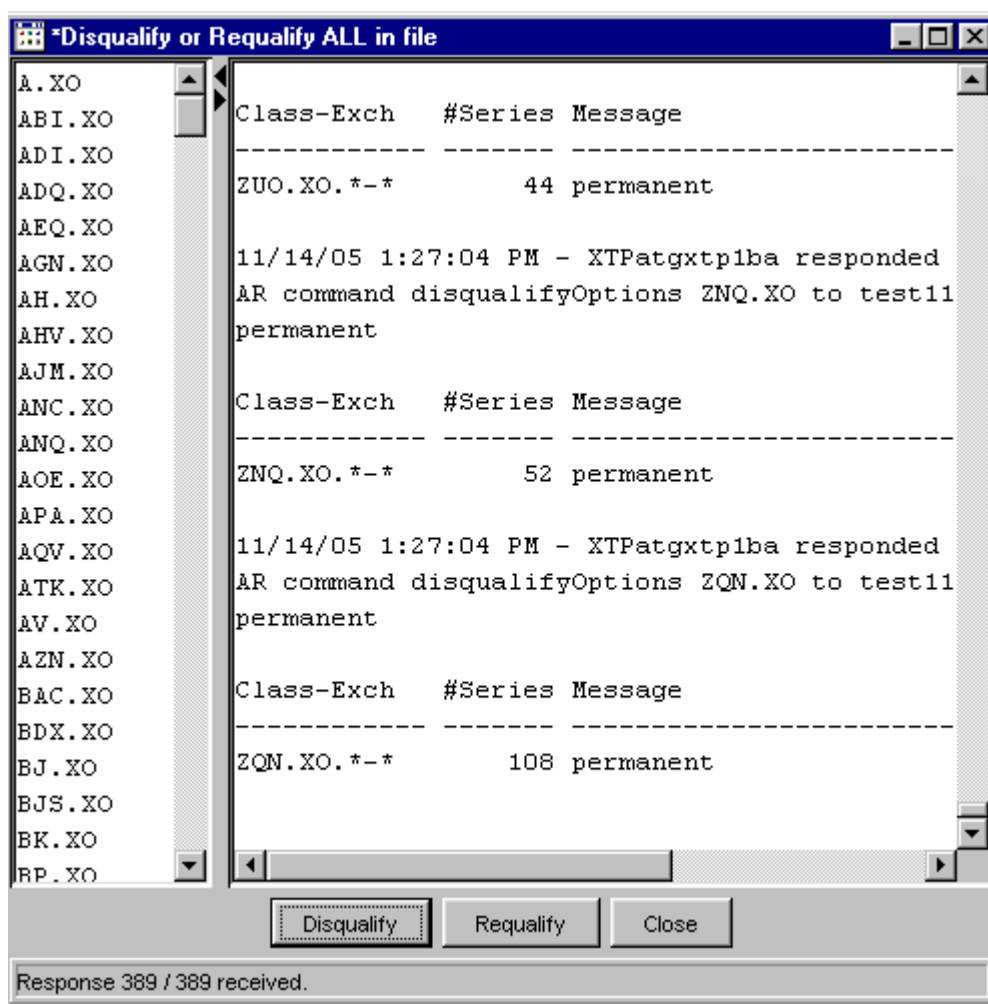 *Disqualify or Requalify ALL in file
A.XO
ABI.XO
ADI.XO
ADQ.XO
AEQ.XO
AGN.XO
AH.XO
AHV.XO
AJM.XO
ANC.XO
ANQ.XO
AOE.XO
APA.XO
AQV.XO
ATK.XO
AV.XO
AZN.XO
BAC.XO
BDX.XO
BJ.XO
BJS.XO
BK.XO
BP.XO
Class-Exch   #Series Message
------------ ------- ------------------------
ZUO.XO.*-*        44 permanent
11/14/05 1:27:04 PM - XTPatgxtp1ba responded
AR command disqualifyOptions ZNQ.XO to test11
permanent
Class-Exch   #Series Message
------------ ------- ------------------------
ZNQ.XO.*-*        52 permanent
11/14/05 1:27:04 PM - XTPatgxtp1ba responded
AR command disqualifyOptions ZQN.XO to test11
permanent
Class-Exch   #Series Message
------------ ------- ------------------------
ZQN.XO.*-*       108 permanent
Disqualify
Requalify
Close
Response 389 / 389 received.